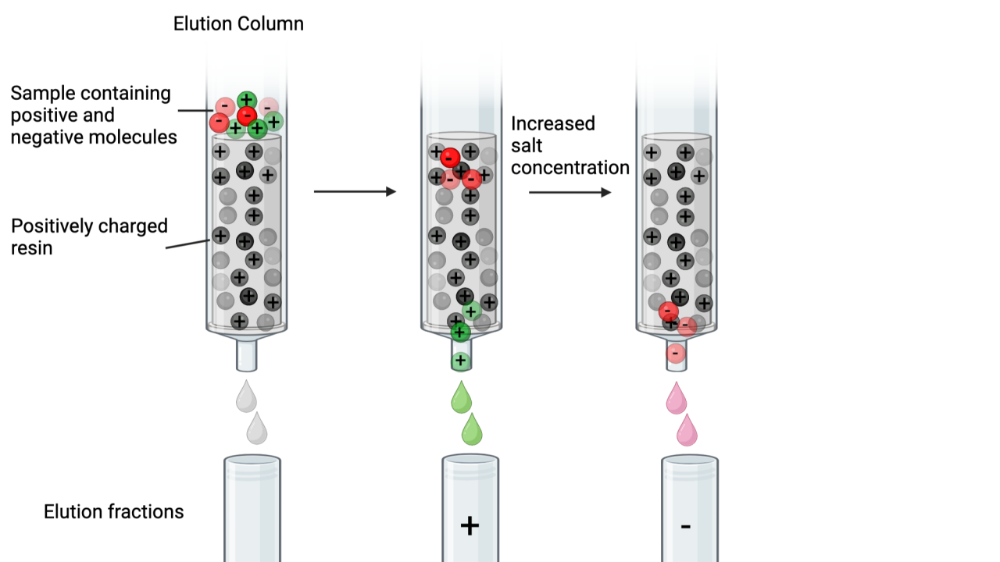 Elution Column
Sample containing
positive and
negative molecules
Positively charged
resin
Increased
salt
concentration
Elution fractions
+
-